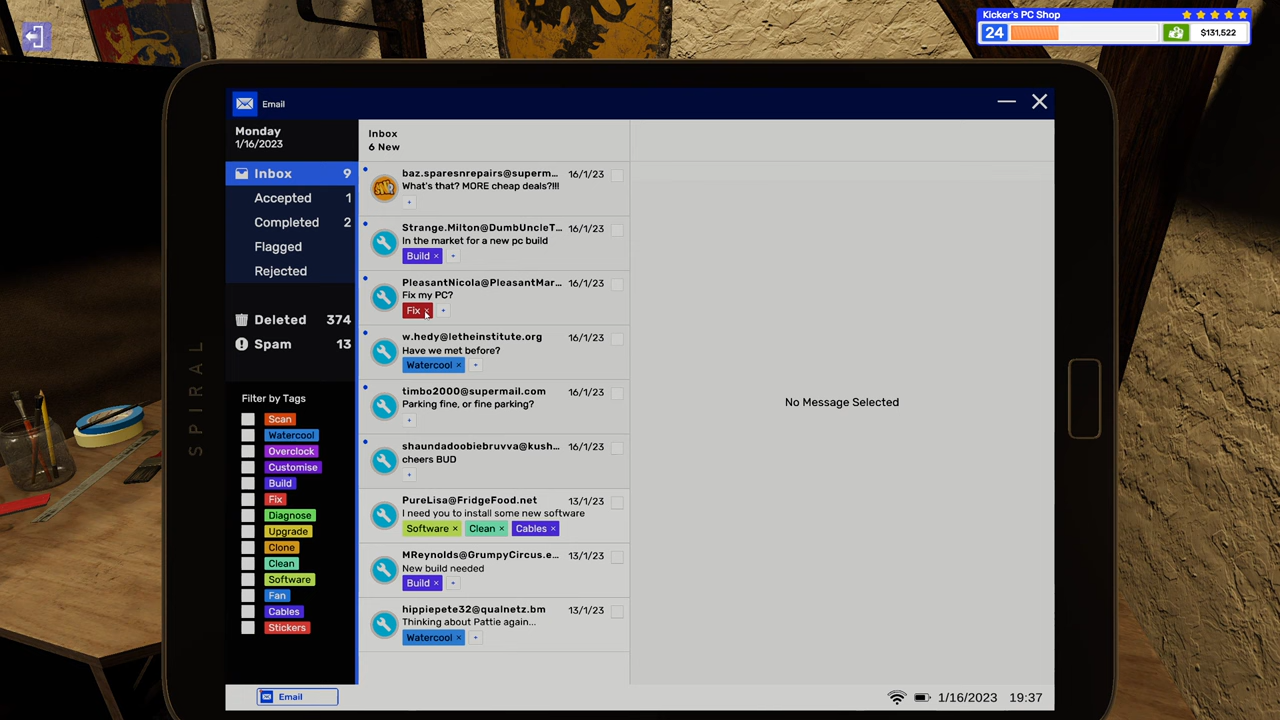 Kicker's PC Shop
24
$131,522
Email
Monday
1/16/2023
Inbox 9
Accepted 1
Completed 2
Flagged
Rejected
Deleted 374
Spam 13
Filter by Tags
Scan
Watercool
Overclock
Customise
Build
Fix
Diagnose
Upgrade
Clone
Clean
Software
Fan
Cables
Stickers
Inbox
6 New
baz.sparesnrepairs@superm... 16/1/23
What's that? MORE cheap deals?!!!
+
Strange.Milton@DumbUncleT... 16/1/23
In the market for a new pc build
Build × +
PleasantNicola@PleasantMar... 16/1/23
Fix my PC?
Fix × +
w.hedy@letheinstitute.org 16/1/23
Have we met before?
Watercool × +
timbo2000@supermail.com 16/1/23
Parking fine, or fine parking?
+
shaundadoobiebruvva@kush... 16/1/23
cheers BUD
+
PureLisa@FridgeFood.net 13/1/23
I need you to install some new software
Software × Clean × Cables ×
MReynolds@GrumpyCircus.e... 13/1/23
New build needed
Build × +
hippiepete32@qualnetz.bm 13/1/23
Thinking about Pattie again...
Watercool × +
No Message Selected
SPIRAL
Email
1/16/2023 19:37